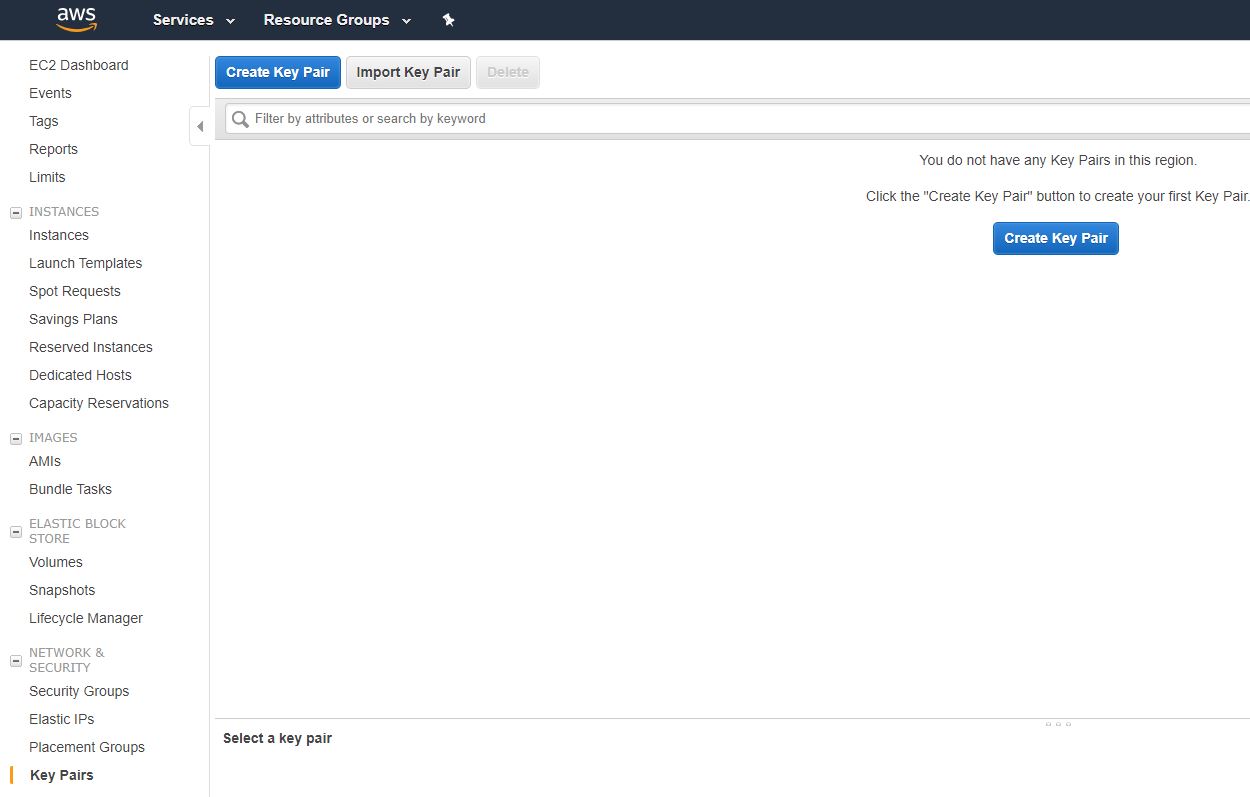 aws
Services
Resource Groups
EC2 Dashboard
Events
Tags
Reports
Limits
INSTANCES
Instances
Launch Templates
Spot Requests
Savings Plans
Reserved Instances
Dedicated Hosts
Capacity Reservations
IMAGES
AMIs
Bundle Tasks
ELASTIC BLOCK
STORE
Volumes
Snapshots
Lifecycle Manager
NETWORK &
SECURITY
Security Groups
Elastic IPs
Placement Groups
Key Pairs
Create Key Pair
Import Key Pair
Delete
Filter by attributes or search by keyword
You do not have any Key Pairs in this region.
Click the "Create Key Pair" button to create your first Key Pair.
Create Key Pair
Select a key pair